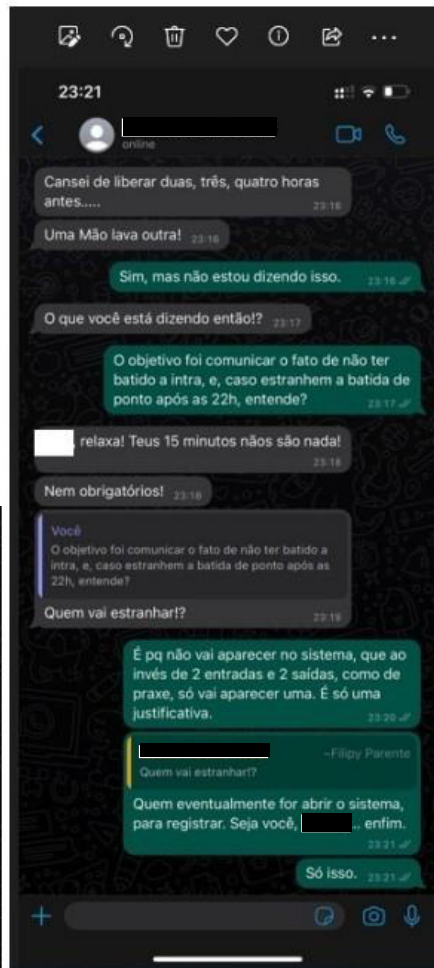 23:21
online
Cansei de liberar duas, três, quatro horas
antes.....
23:16
Uma Mão lava outra! 23:16
Sim, mas não estou dizendo isso. 23:16
O que você está dizendo então!? 23:17
O objetivo foi comunicar o fato de não ter
batido a intra, e, caso estranhem a batida de
ponto após as 22h, entende? 23:17
, relaxa! Teus 15 minutos nãos são nada!
23:18
Nem obrigatórios! 23:18
Você
O objetivo foi comunicar o fato de não ter batido a
intra, e, caso estranhem a batida de ponto após as
22h, entende?
Quem vai estranhar!? 23:19
É pq não vai aparecer no sistema, que ao
invés de 2 entradas e 2 saídas, como de
praxe, só vai aparecer uma. É só uma
justificativa. 23:20
~Filipy Parente
Quem vai estranhar!?
Quem eventualmente for abrir o sistema,
para registrar. Seja você, .. enfim.
23:21
Só isso. 23:21